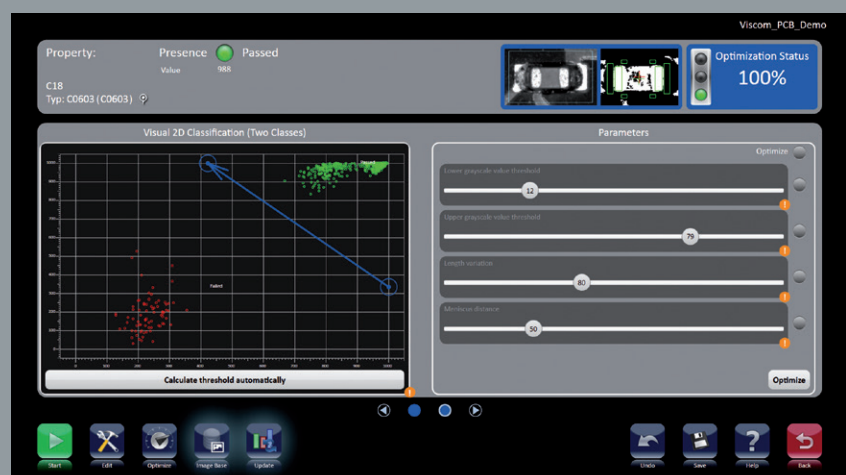 Viscom_PCB_Demo
Property:
Presence
Passed
Value
988
C18
Typ: C0603 (C0603)
Optimization Status
100%
Visual 2D Classification (Two Classes)
Failed
Calculate threshold automatically
Parameters
Optimize
Lower grayscale value threshold
12
Upper grayscale value threshold
79
Length variation
80
Meniscus distance
50
Optimize
Start
Edit
Optimize
Image Base
Update
Undo
Save
Help
Back